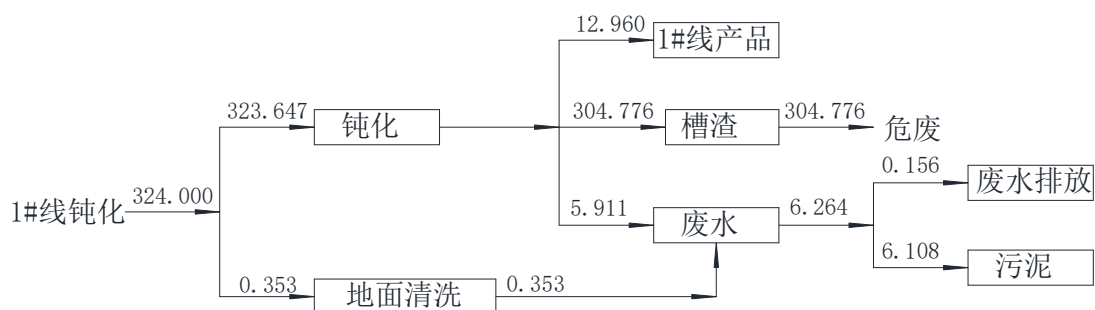 12.960
1#线产品
323.647
钝化
304.776
槽渣
304.776
危废
0.156
废水排放
1#线钝化
324.000
5.911
废水
6.264
6.108
污泥
0.353
地面清洗
0.353